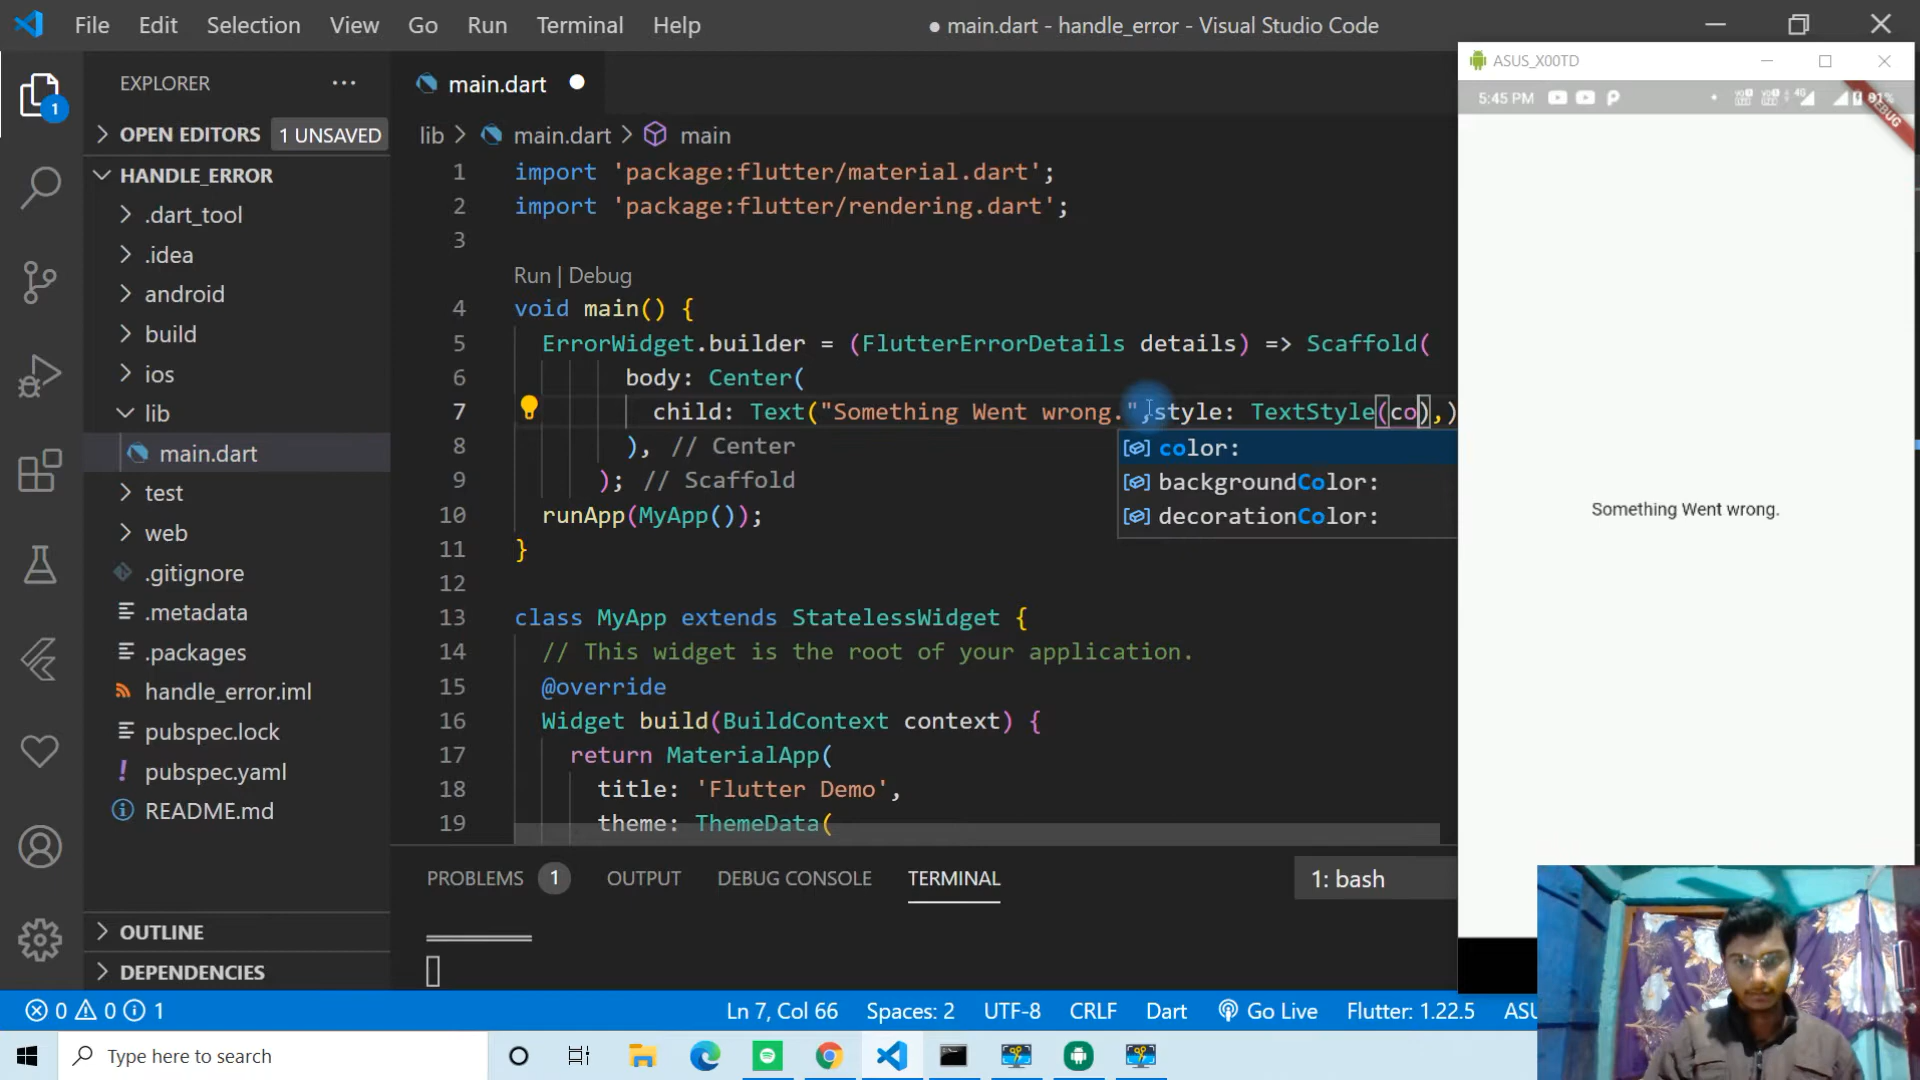 File Edit Selection View Go Run Terminal Help
● main.dart - handle_error - Visual Studio Code
ASUS_X00TD
5:45 PM
91%
DEBUG
1
EXPLORER
OPEN EDITORS 1 UNSAVED
HANDLE_ERROR
.dart_tool
.idea
android
build
ios
lib
main.dart
test
web
.gitignore
.metadata
.packages
handle_error.iml
pubspec.lock
pubspec.yaml
README.md
OUTLINE
DEPENDENCIES
main.dart
lib > main.dart > main
1 import 'package:flutter/material.dart';
2 import 'package:flutter/rendering.dart';
3
Run | Debug
4 void main() {
5 ErrorWidget.builder = (FlutterErrorDetails details) => Scaffold(
6 body: Center(
7 child: Text("Something Went wrong.",style: TextStyle(co),)
8 ), // Center
9 ); // Scaffold
10 runApp(MyApp());
11 }
12
13 class MyApp extends StatelessWidget {
14 // This widget is the root of your application.
15 @override
16 Widget build(BuildContext context) {
17 return MaterialApp(
18 title: 'Flutter Demo',
19 theme: ThemeData(
color:
backgroundColor:
decorationColor:
Something Went wrong.
PROBLEMS 1 OUTPUT DEBUG CONSOLE TERMINAL 1: bash
0 0 1 Ln 7, Col 66 Spaces: 2 UTF-8 CRLF Dart Go Live Flutter: 1.22.5 ASU
Type here to search